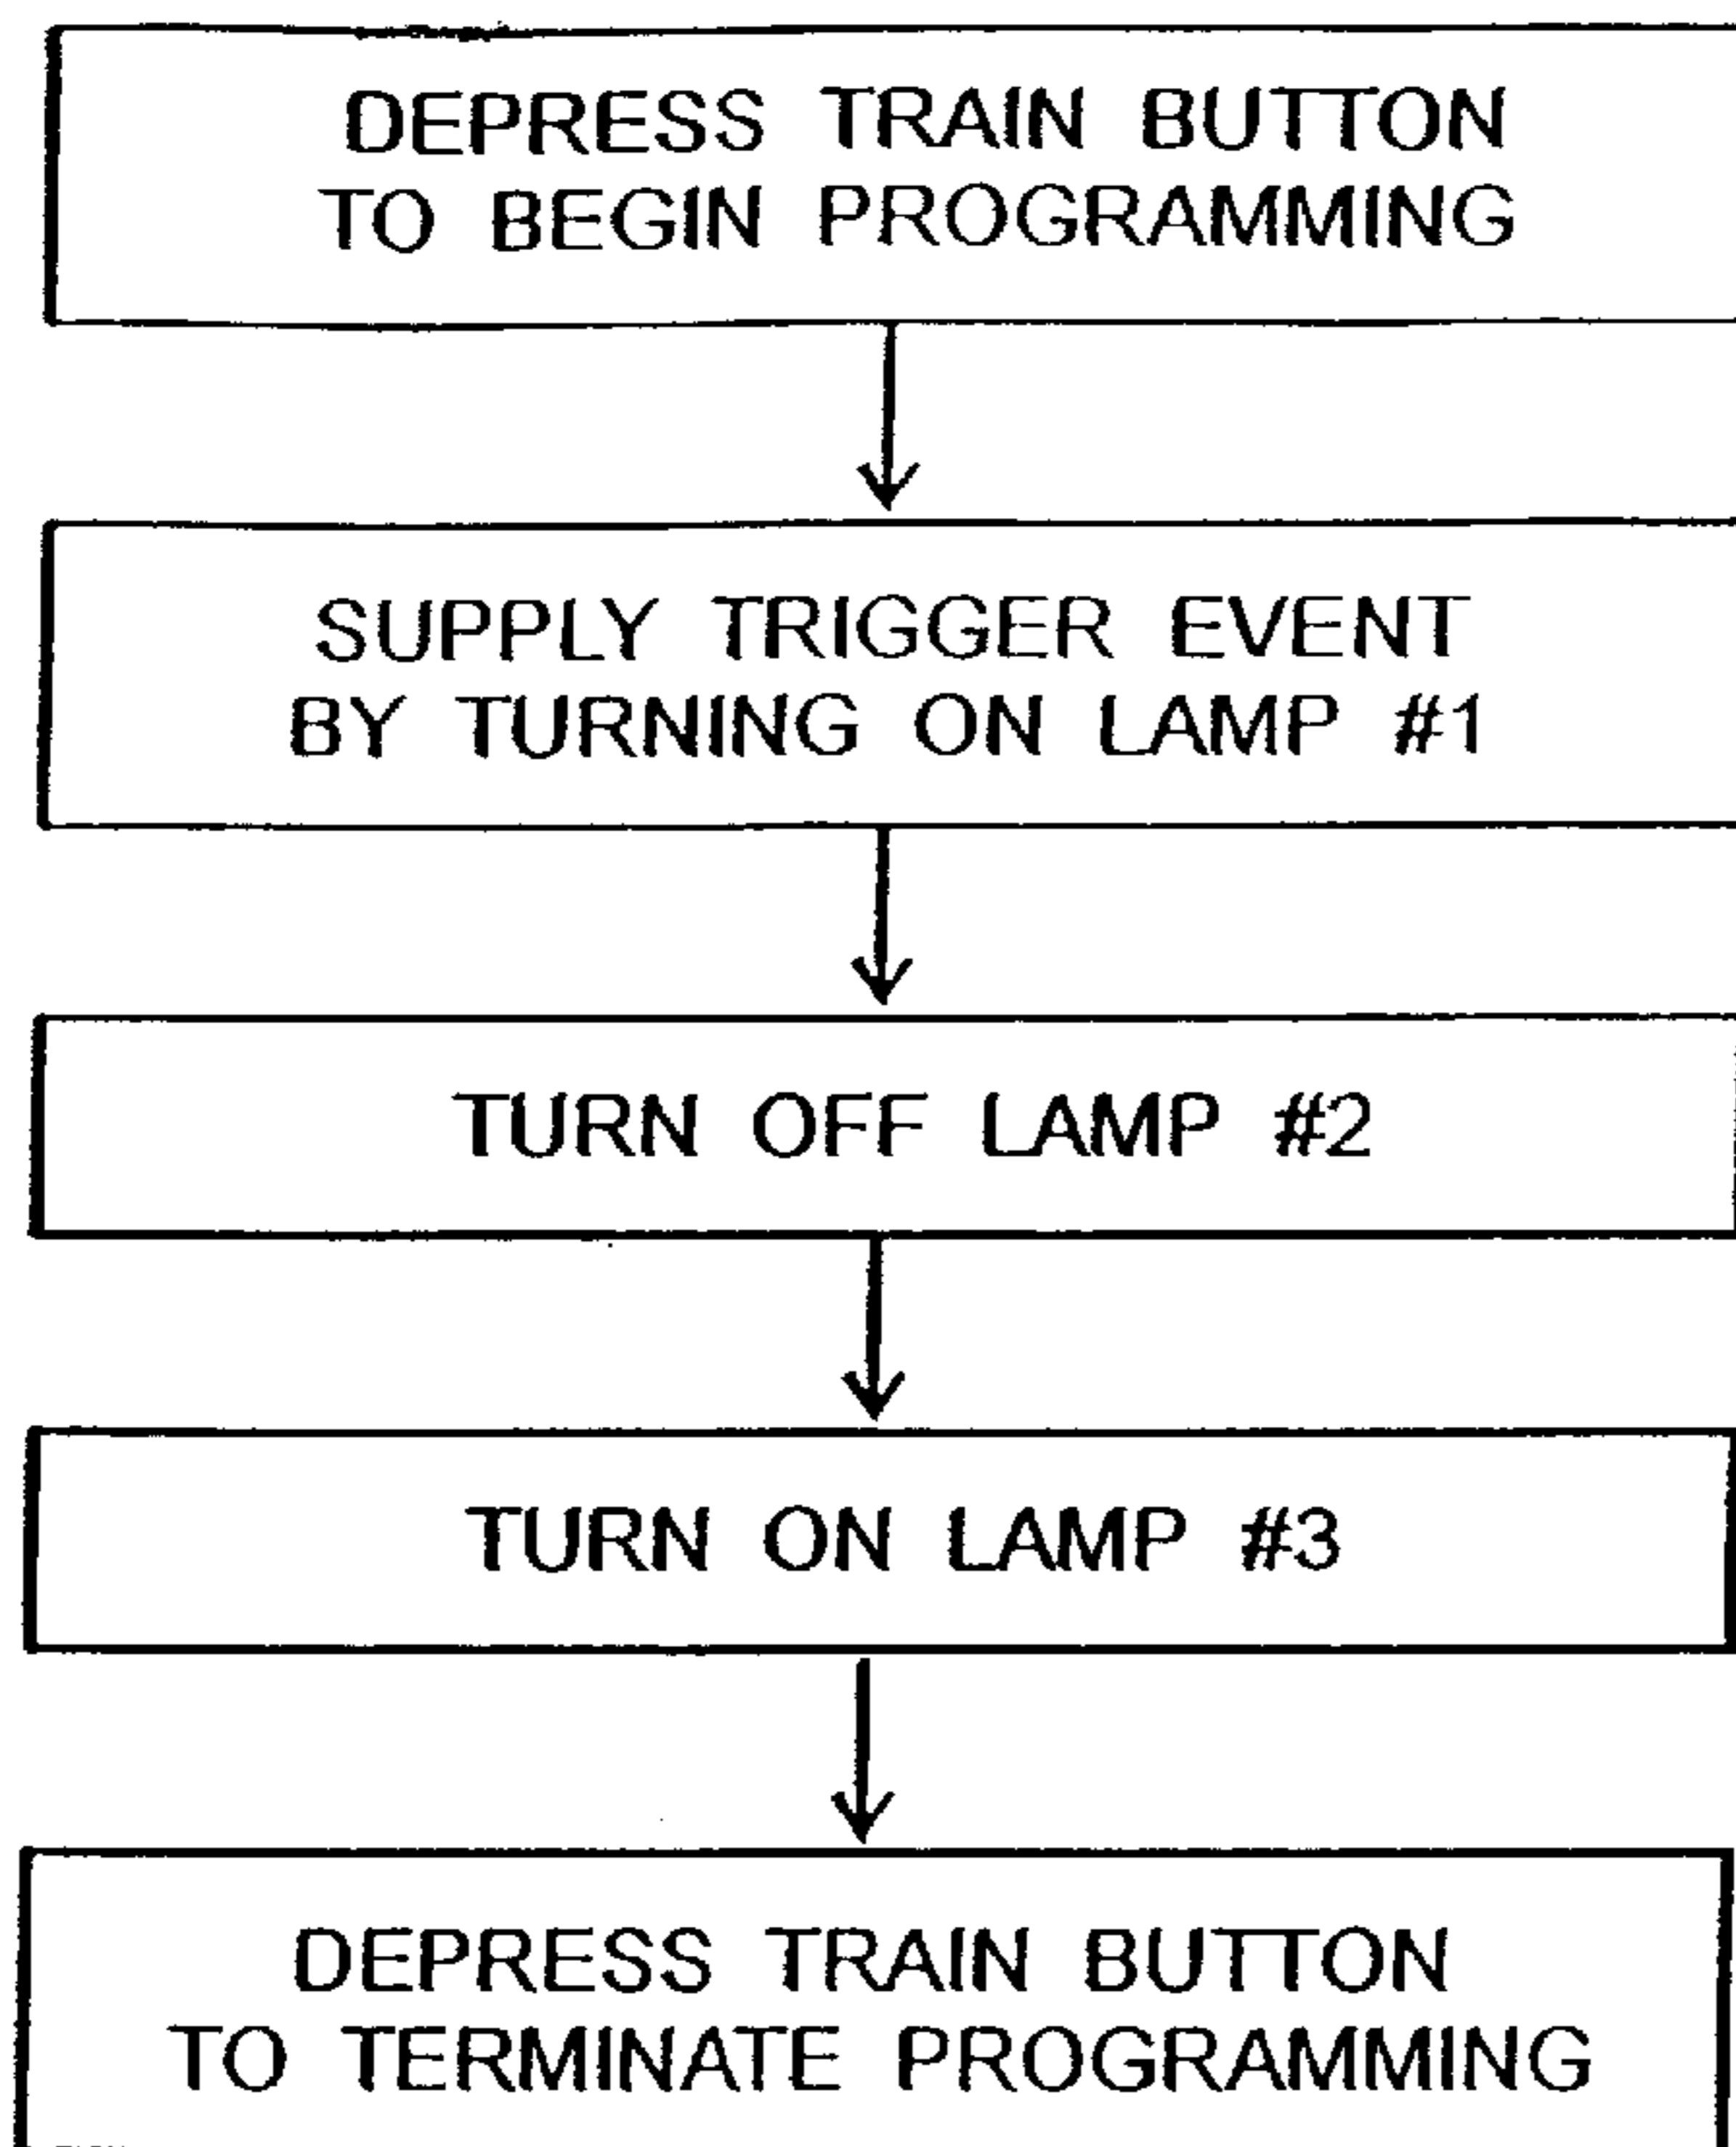 DEPRESS TRAIN BUTTON
TO BEGIN PROGRAMMING
SUPPLY TRIGGER EVENT
BY TURNING ON LAMP #1
TURN OFF LAMP #2
TURN ON LAMP #3
DEPRESS TRAIN BUTTON
TO TERMINATE PROGRAMMING